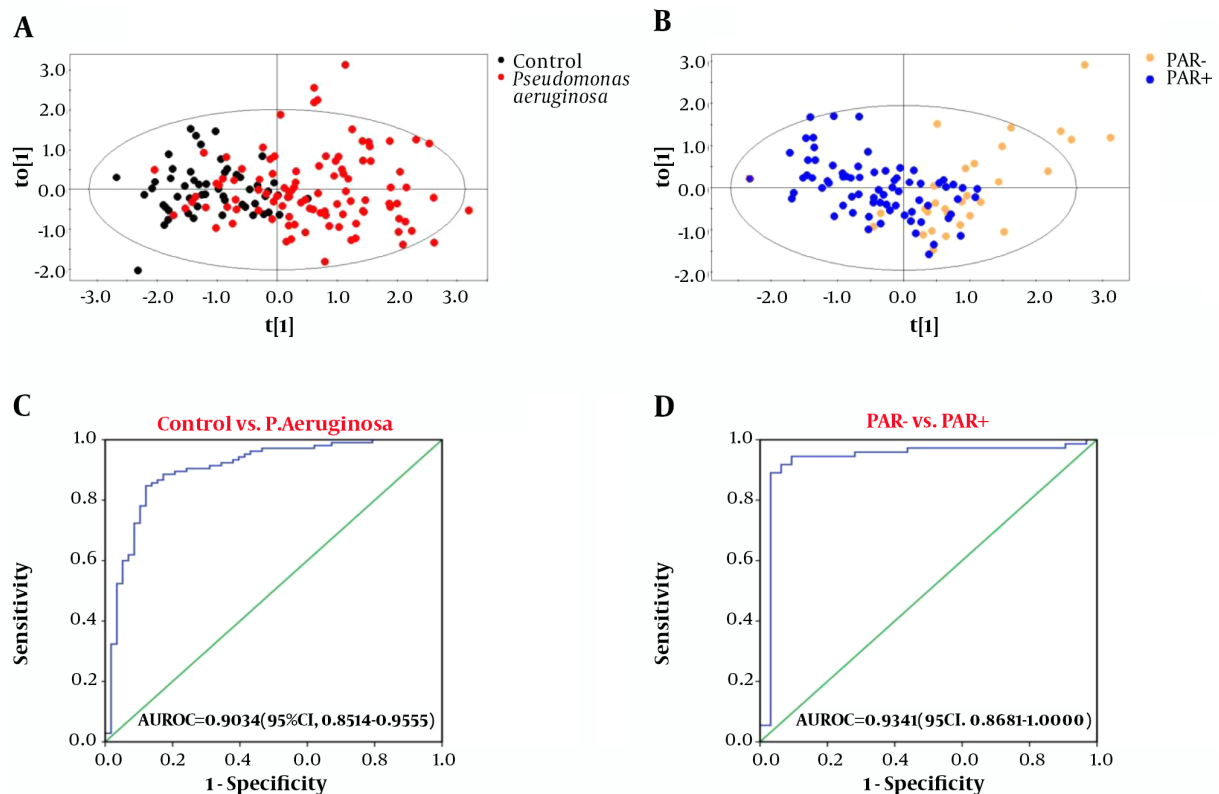 A
B
to[1]
3.0
2.0
1.0
0.0
-1.0
-2.0
-3.0 -2.0 -1.0 0.0 1.0 2.0 3.0
t[1]
Control
Pseudomonas
aeruginosa
to[1]
3.0
2.0
1.0
0.0
-1.0
-2.0
-2.0 -1.0 0.0 1.0 2.0 3.0
t[1]
PAR-
PAR+
C
D
Control vs. P.Aeruginosa
Sensitivity
1.0
0.8
0.6
0.4
0.2
0.0
AUROC=0.9034(95%CI, 0.8514-0.9555)
0.0 0.2 0.4 0.6 0.8 1.0
1 - Specificity
PAR- vs. PAR+
Sensitivity
1.0
0.8
0.6
0.4
0.2
0.0
AUROC=0.9341(95CI. 0.8681-1.0000)
0.0 0.2 0.4 0.6 0.8 1.0
1 - Specificity